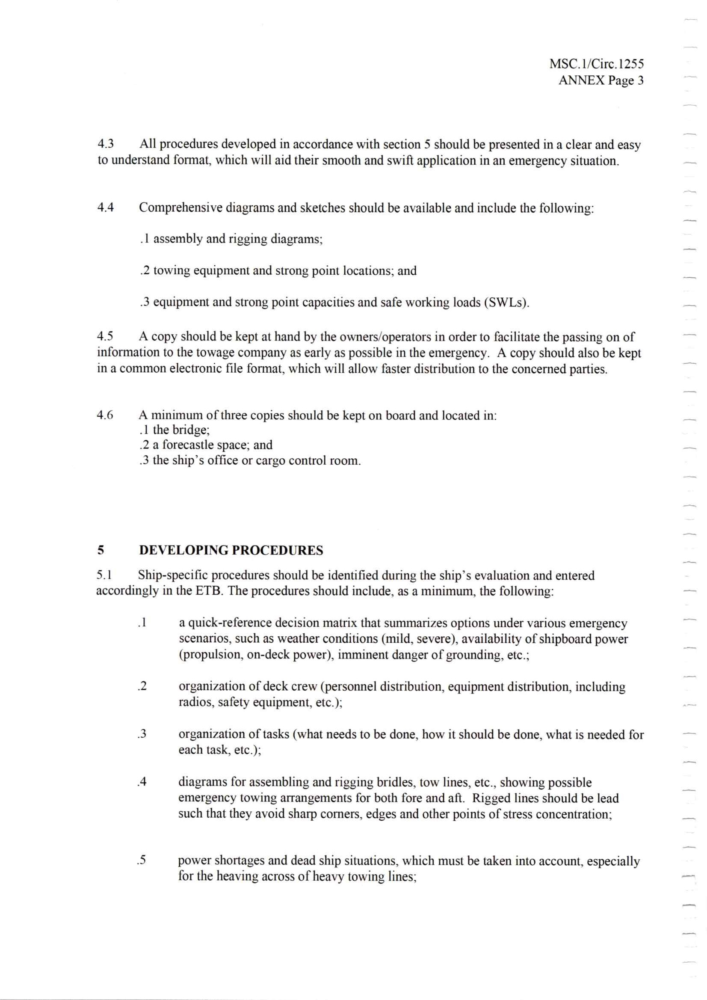 MSC.1/Circ.1255
ANNEX Page 3
4.3 All procedures developed in accordance with section 5 should be presented in a clear and easy
to understand format, which will aid their smooth and swift application in an emergency situation.
4.4 Comprehensive diagrams and sketches should be available and include the following:
.1 assembly and rigging diagrams;
.2 towing equipment and strong point locations; and
.3 equipment and strong point capacities and safe working loads (SWLs).
4.5 A copy should be kept at hand by the owners/operators in order to facilitate the passing on of
information to the towage company as early as possible in the emergency. A copy should also be kept
in a common electronic file format, which will allow faster distribution to the concerned parties.
4.6 A minimum of three copies should be kept on board and located in:
.1 the bridge;
.2 a forecastle space; and
.3 the ship's office or cargo control room.
5 DEVELOPING PROCEDURES
5.1 Ship-specific procedures should be identified during the ship's evaluation and entered
accordingly in the ETB. The procedures should include, as a minimum, the following:
.1 a quick-reference decision matrix that summarizes options under various emergency
scenarios, such as weather conditions (mild, severe), availability of shipboard power
(propulsion, on-deck power), imminent danger of grounding, etc.;
.2 organization of deck crew (personnel distribution, equipment distribution, including
radios, safety equipment, etc.);
.3 organization of tasks (what needs to be done, how it should be done, what is needed for
each task, etc.);
.4 diagrams for assembling and rigging bridles, tow lines, etc., showing possible
emergency towing arrangements for both fore and aft. Rigged lines should be lead
such that they avoid sharp corners, edges and other points of stress concentration;
.5 power shortages and dead ship situations, which must be taken into account, especially
for the heaving across of heavy towing lines;